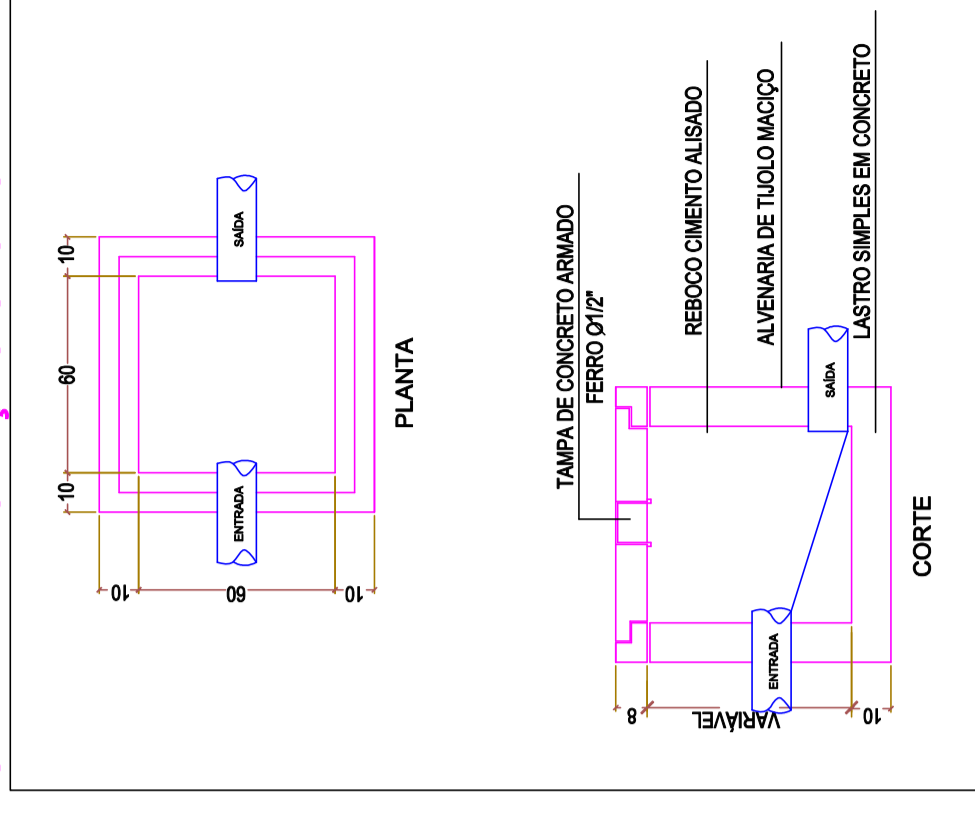 10
60
10
SAÍDA
ENTRADA
10
60
10
PLANTA
TAMPA DE CONCRETO ARMADO
FERRO Ø1/2"
REBOCO CIMENTO ALISADO
ALVENARIA DE TIJOLO MACIÇO
LASTRO SIMPLES EM CONCRETO
SAÍDA
ENTRADA
8
VARIÁVEL
10
CORTE